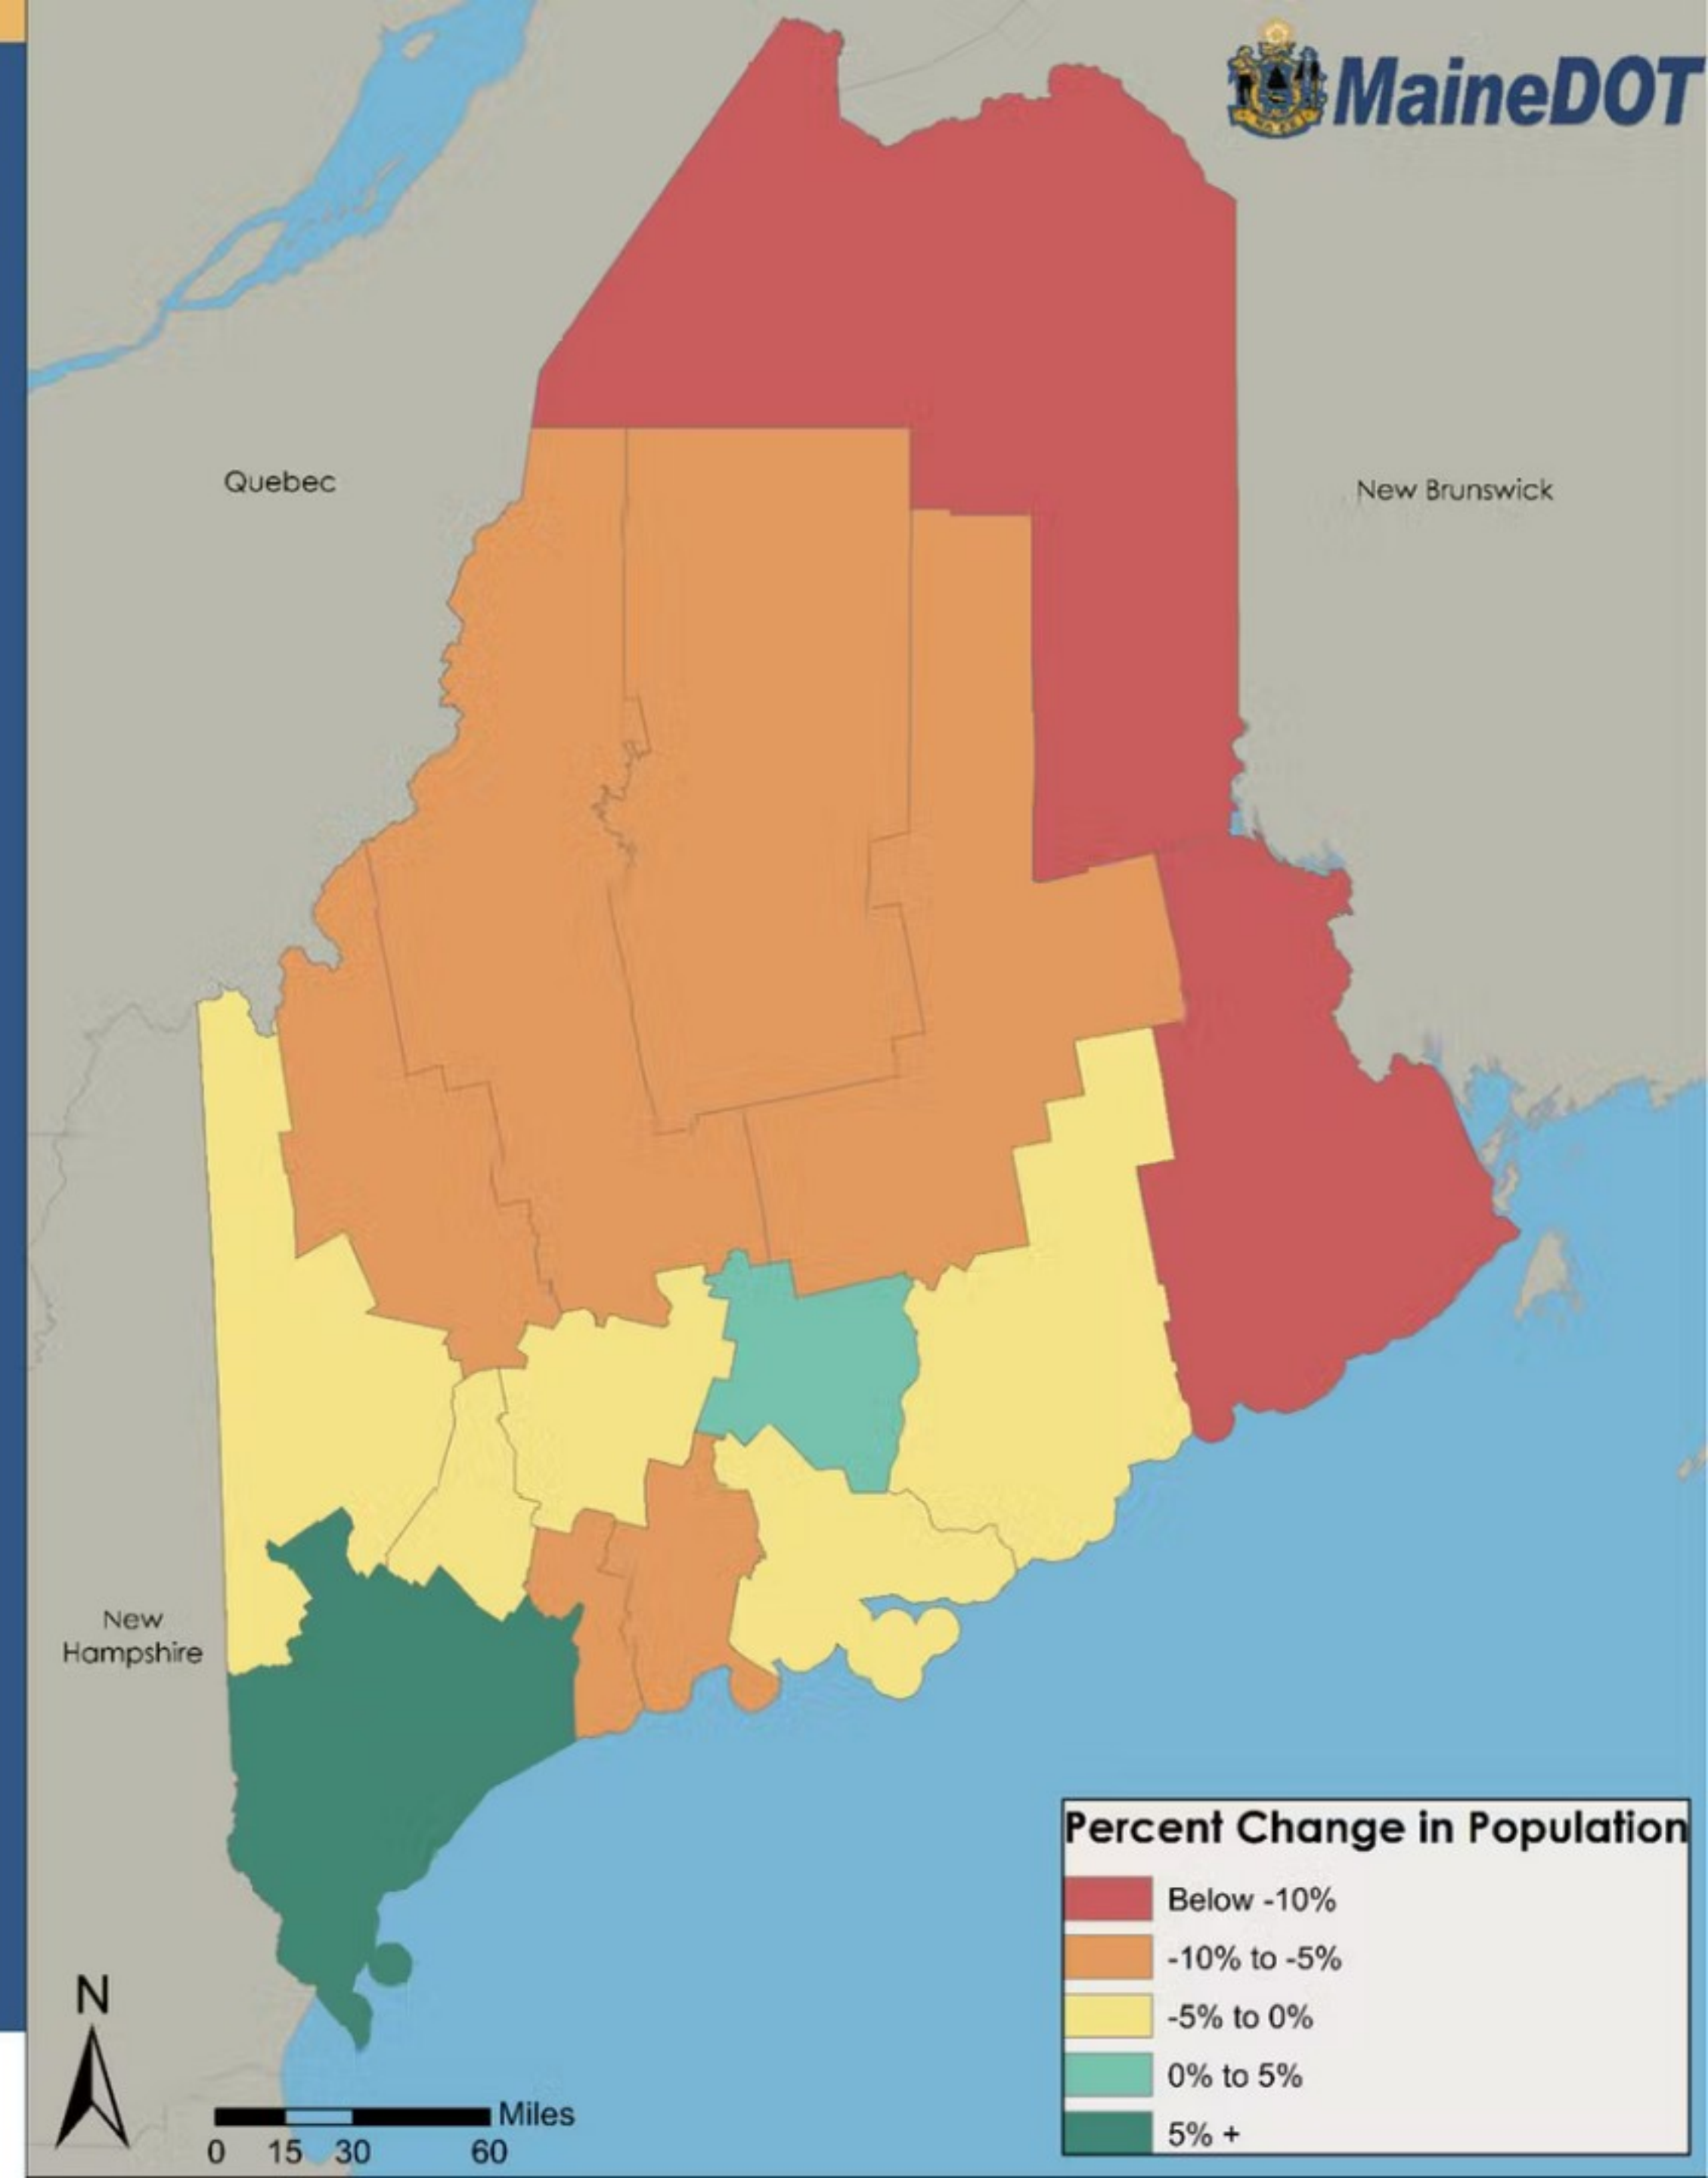 MaineDOT
Quebec
New Brunswick
New
Hampshire
Percent Change in Population
Below -10%
-10% to -5%
-5% to 0%
0% to 5%
5% +
N
Miles
0 15 30 60